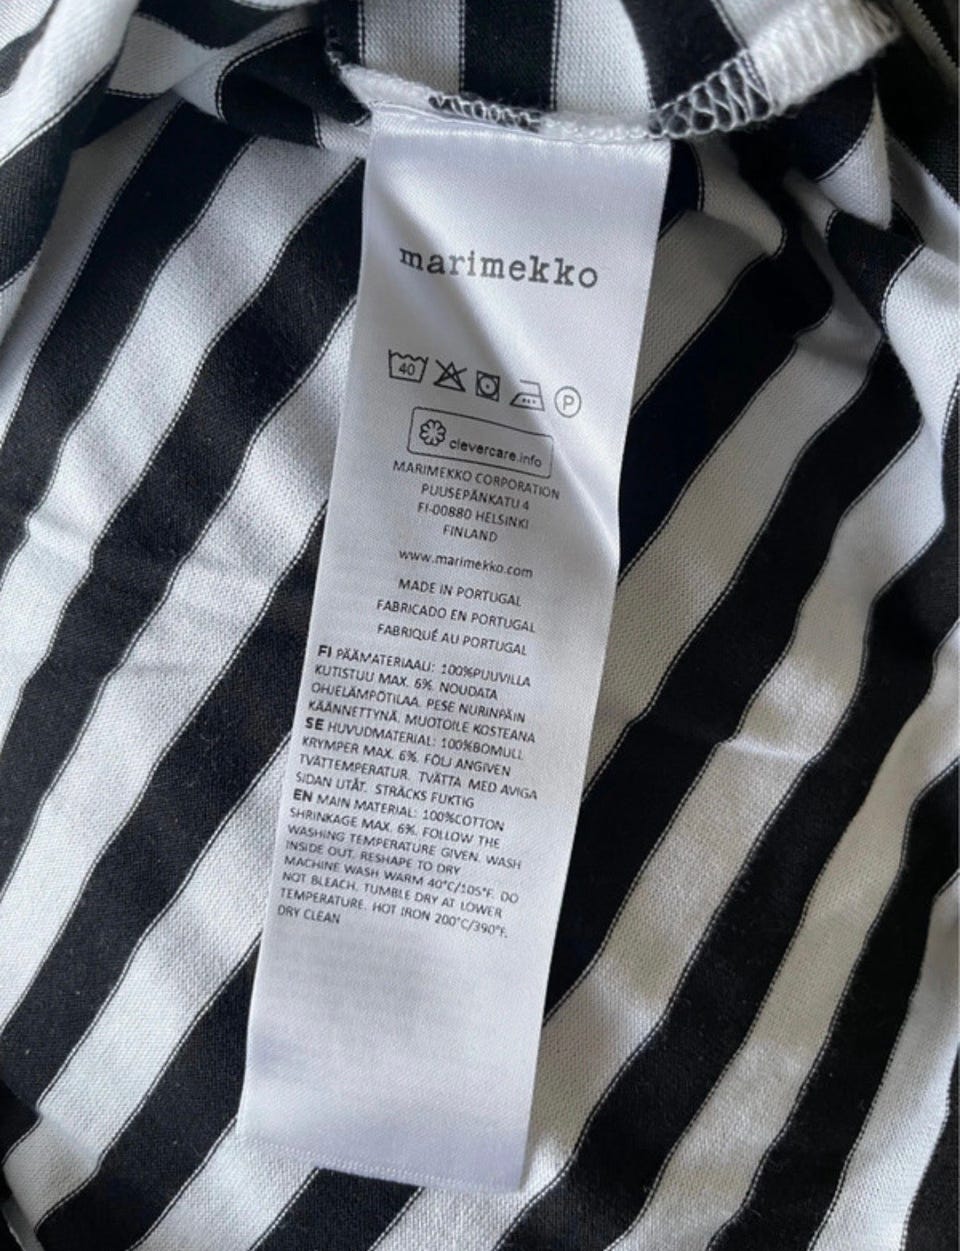 marimekko
40 P
clevercare.info
MARIMEKKO CORPORATION
PUUSEPÄNKATU 4
FI-00880 HELSINKI
FINLAND
www.marimekko.com
MADE IN PORTUGAL
FABRICADO EN PORTUGAL
FABRIQUÉ AU PORTUGAL
FI PÄÄMATERIAALI: 100%PUUVILLA
KUTISTUU MAX. 6%. NOUDATA
OHJELÄMPÖTILAA. PESE NURINPÄIN
KÄÄNNETTYNÄ. MUOTOILE KOSTEANA
SE HUVUDMATERIAL: 100%BOMULL
KRYMPER MAX. 6%. FÖLJ ANGIVEN
TVÄTTEMPERATUR. TVÄTTA MED AVIGA
SIDAN UTÅT. STRÄCKS FUKTIG
EN MAIN MATERIAL: 100%COTTON
SHRINKAGE MAX. 6%. FOLLOW THE
WASHING TEMPERATURE GIVEN. WASH
INSIDE OUT. RESHAPE TO DRY
MACHINE WASH WARM 40°C/105°F. DO
NOT BLEACH. TUMBLE DRY AT LOWER
TEMPERATURE. HOT IRON 200°C/390°F.
DRY CLEAN